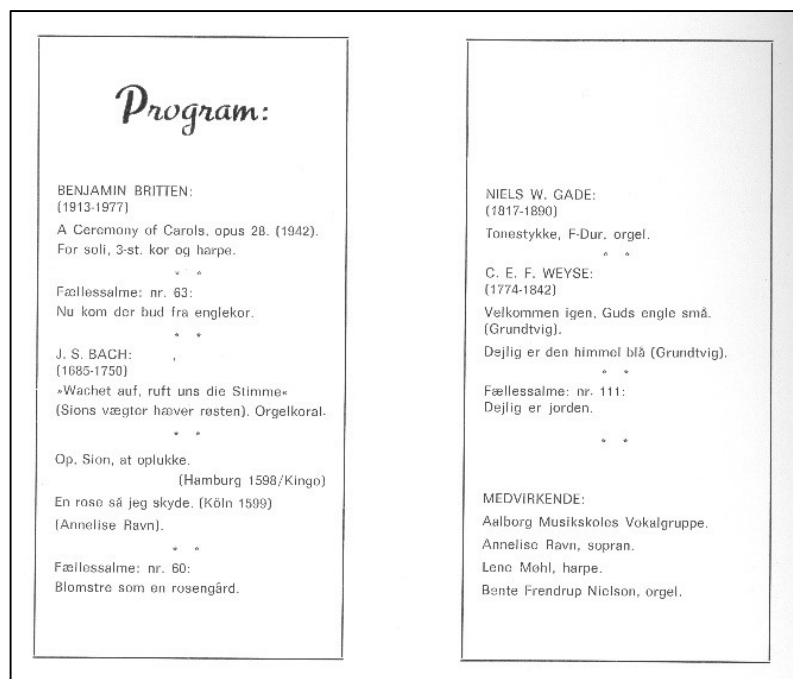 Program:
BENJAMIN BRITTEN:
(1913-1977)
A Ceremony of Carols, opus 28. (1942).
For soli, 3-st. kor og harpe.
* *
Fællessalme: nr. 63:
Nu kom der bud fra englekor.
* *
J. S. BACH:
(1685-1750)
»Wachet auf, ruft uns die Stimme«
(Sions vægter hæver røsten). Orgelkoral.
* *
Op, Sion, at oplukke.
(Hamburg 1598/Kingo)
En rose så jeg skyde. (Köln 1599)
(Annelise Ravn).
* *
Fællessalme: nr. 60:
Blomstre som en rosengård.
NIELS W. GADE:
(1817-1890)
Tonestykke, F-Dur, orgel.
* *
C. E. F. WEYSE:
(1774-1842)
Velkommen igen, Guds engle små.
(Grundtvig).
Dejlig er den himmel blå (Grundtvig).
* *
Fællessalme: nr. 111:
Dejlig er jorden.
* *
MEDVIRKENDE:
Aalborg Musikskoles Vokalgruppe.
Annelise Ravn, sopran.
Lene Møhl, harpe.
Bente Frendrup Nielson, orgel.